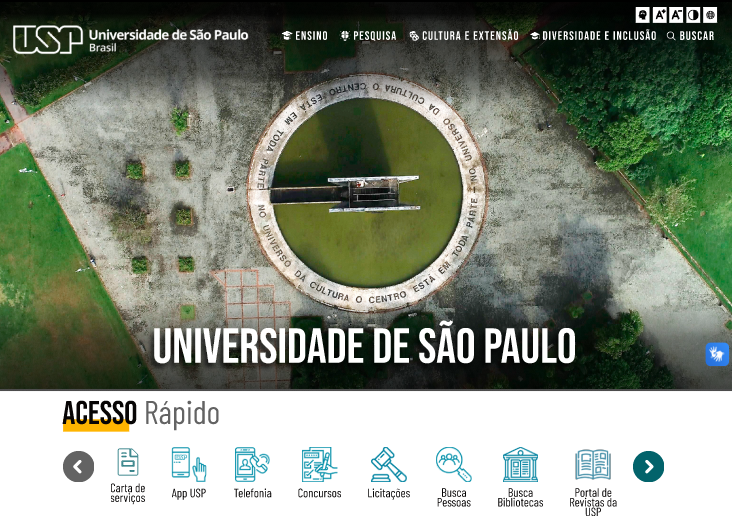 USP Universidade de São Paulo
Brasil
ENSINO
PESQUISA
CULTURA E EXTENSÃO
DIVERSIDADE E INCLUSÃO
BUSCAR
NO UNIVERSO DA CULTURA O CENTRO ESTÁ EM TODA PARTE
NO UNIVERSO DA CULTURA O CENTRO ESTÁ EM TODA PARTE
UNIVERSIDADE DE SÃO PAULO
ACESSO Rápido
Carta de
serviços
App USP
Telefonia
Concursos
Licitações
Busca
Pessoas
Busca
Bibliotecas
Portal de
Revistas da
USP